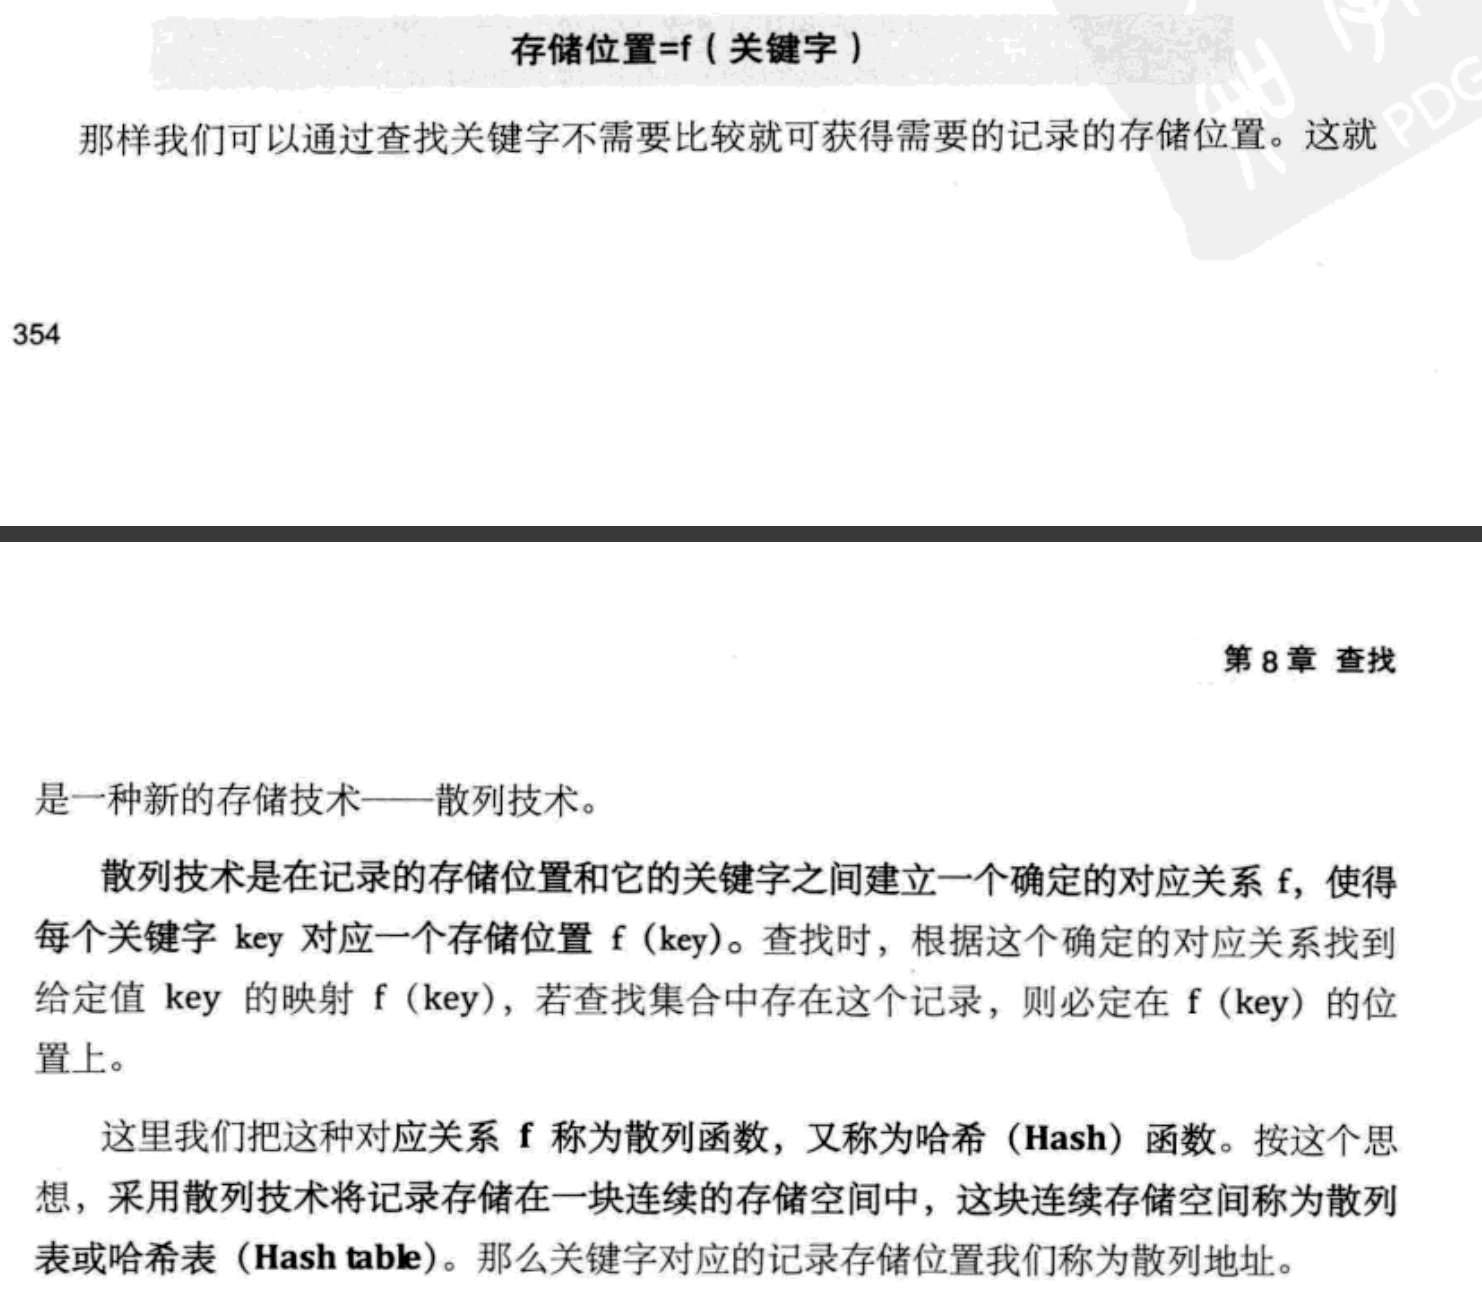 存储位置=f（关键字）
那样我们可以通过查找关键字不需要比较就可获得需要的记录的存储位置。这就
PDG
354
第 8 章 查找
是一种新的存储技术——散列技术。
散列技术是在记录的存储位置和它的关键字之间建立一个确定的对应关系 f，使得
每个关键字 key 对应一个存储位置 f（key）。查找时，根据这个确定的对应关系找到
给定值 key 的映射 f（key），若查找集合中存在这个记录，则必定在 f（key）的位
置上。
这里我们把这种对应关系 f 称为散列函数，又称为哈希（Hash）函数。按这个思
想，采用散列技术将记录存储在一块连续的存储空间中，这块连续存储空间称为散列
表或哈希表（Hash table）。那么关键字对应的记录存储位置我们称为散列地址。